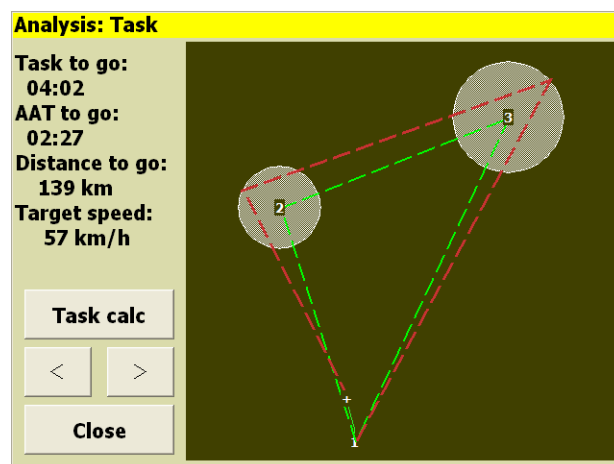 Analysis: Task
Task to go:
04:02
AAT to go:
02:27
Distance to go:
139 km
Target speed:
57 km/h
Task calc
< >
Close
3
2
1